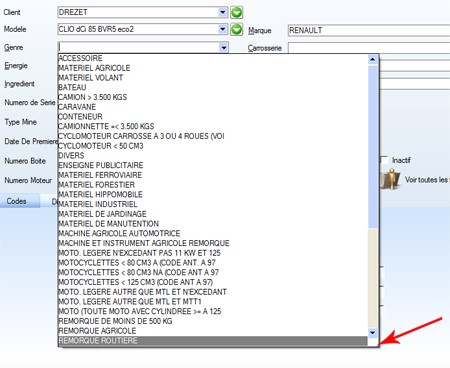 Client DREZET
Modele CLIO dCi 85 BVR5 eco2 Marque RENAULT
Genre Carrosserie
Energie
Ingredient
Numero de Serie
Type Mine
Date De Premiere
Numero Boite Inactif
Numero Moteur Voir toutes
Codes
ACCESSOIRE
MATERIEL AGRICOLE
MATERIEL VOLANT
BATEAU
CAMION > 3.500 KGS
CARAVANE
CONTENEUR
CAMIONNETTE =< 3.500 KGS
CYCLOMOTEUR CARROSSE A 3 OU 4 ROUES (VOI
CYCLOMOTEUR < 50 CM3
DIVERS
ENSEIGNE PUBLICITAIRE
MATERIEL FERROVIAIRE
MATERIEL FORESTIER
MATERIEL HIPPOMOBILE
MATERIEL INDUSTRIEL
MATERIEL DE JARDINAGE
MATERIEL DE MANUTENTION
MACHINE AGRICOLE AUTOMOTRICE
MACHINE ET INSTRUMENT AGRICOLE REMORQUE
MOTO. LEGERE N'EXCEDANT PAS 11 KW ET 125
MOTOCYCLETTES < 80 CM3 A (CODE ANT. A 97
MOTOCYCLETTES < 80 CM3 NA (CODE ANT. A 97
MOTOCYCLETTES < 125 CM3 (CODE ANT A 97)
MOTO. LEGERE AUTRE QUE MTL ET N'EXCEDANT
MOTO. LEGERE AUTRE QUE MTL ET MTT1
MOTO (TOUTE MOTO AVEC CYLINDREE >= A 125
REMORQUE DE MOINS DE 500 KG
REMORQUE AGRICOLE
REMORQUE ROUTIERE